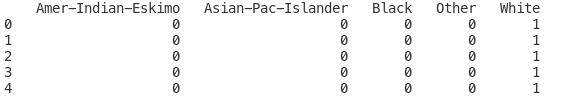 Amer-Indian-Eskimo Asian-Pac-Islander Black Other White
0 0 0 0 0 1
1 0 0 0 0 1
2 0 0 0 0 1
3 0 0 0 0 1
4 0 0 0 0 1